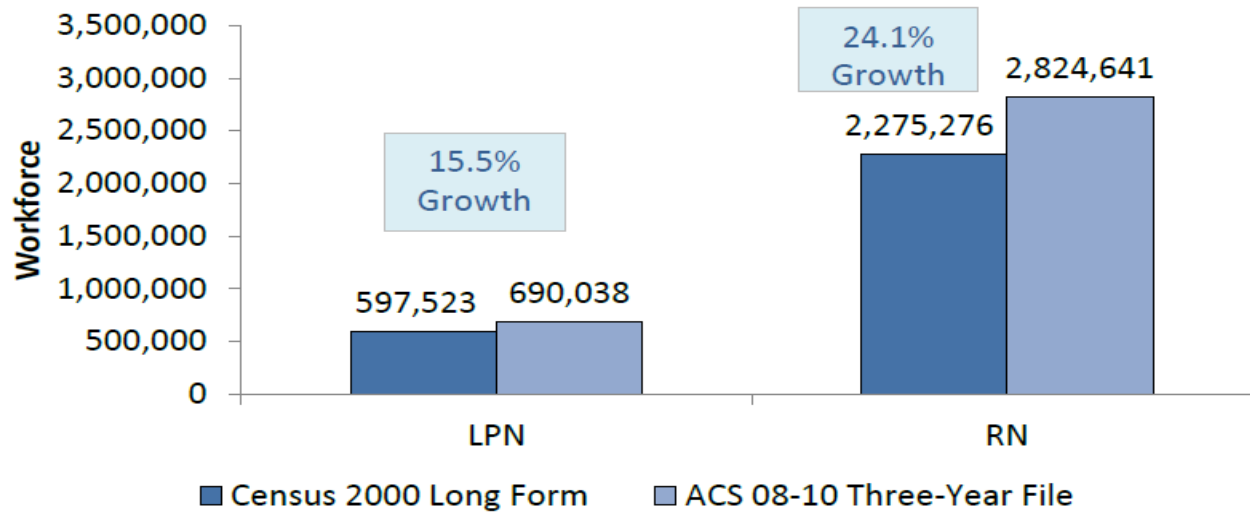 3,500,000
3,000,000
2,500,000
2,000,000
1,500,000
1,000,000
500,000
0
Workforce
15.5%
Growth
24.1%
Growth
597,523
690,038
2,275,276
2,824,641
LPN
RN
Census 2000 Long Form
ACS 08-10 Three-Year File